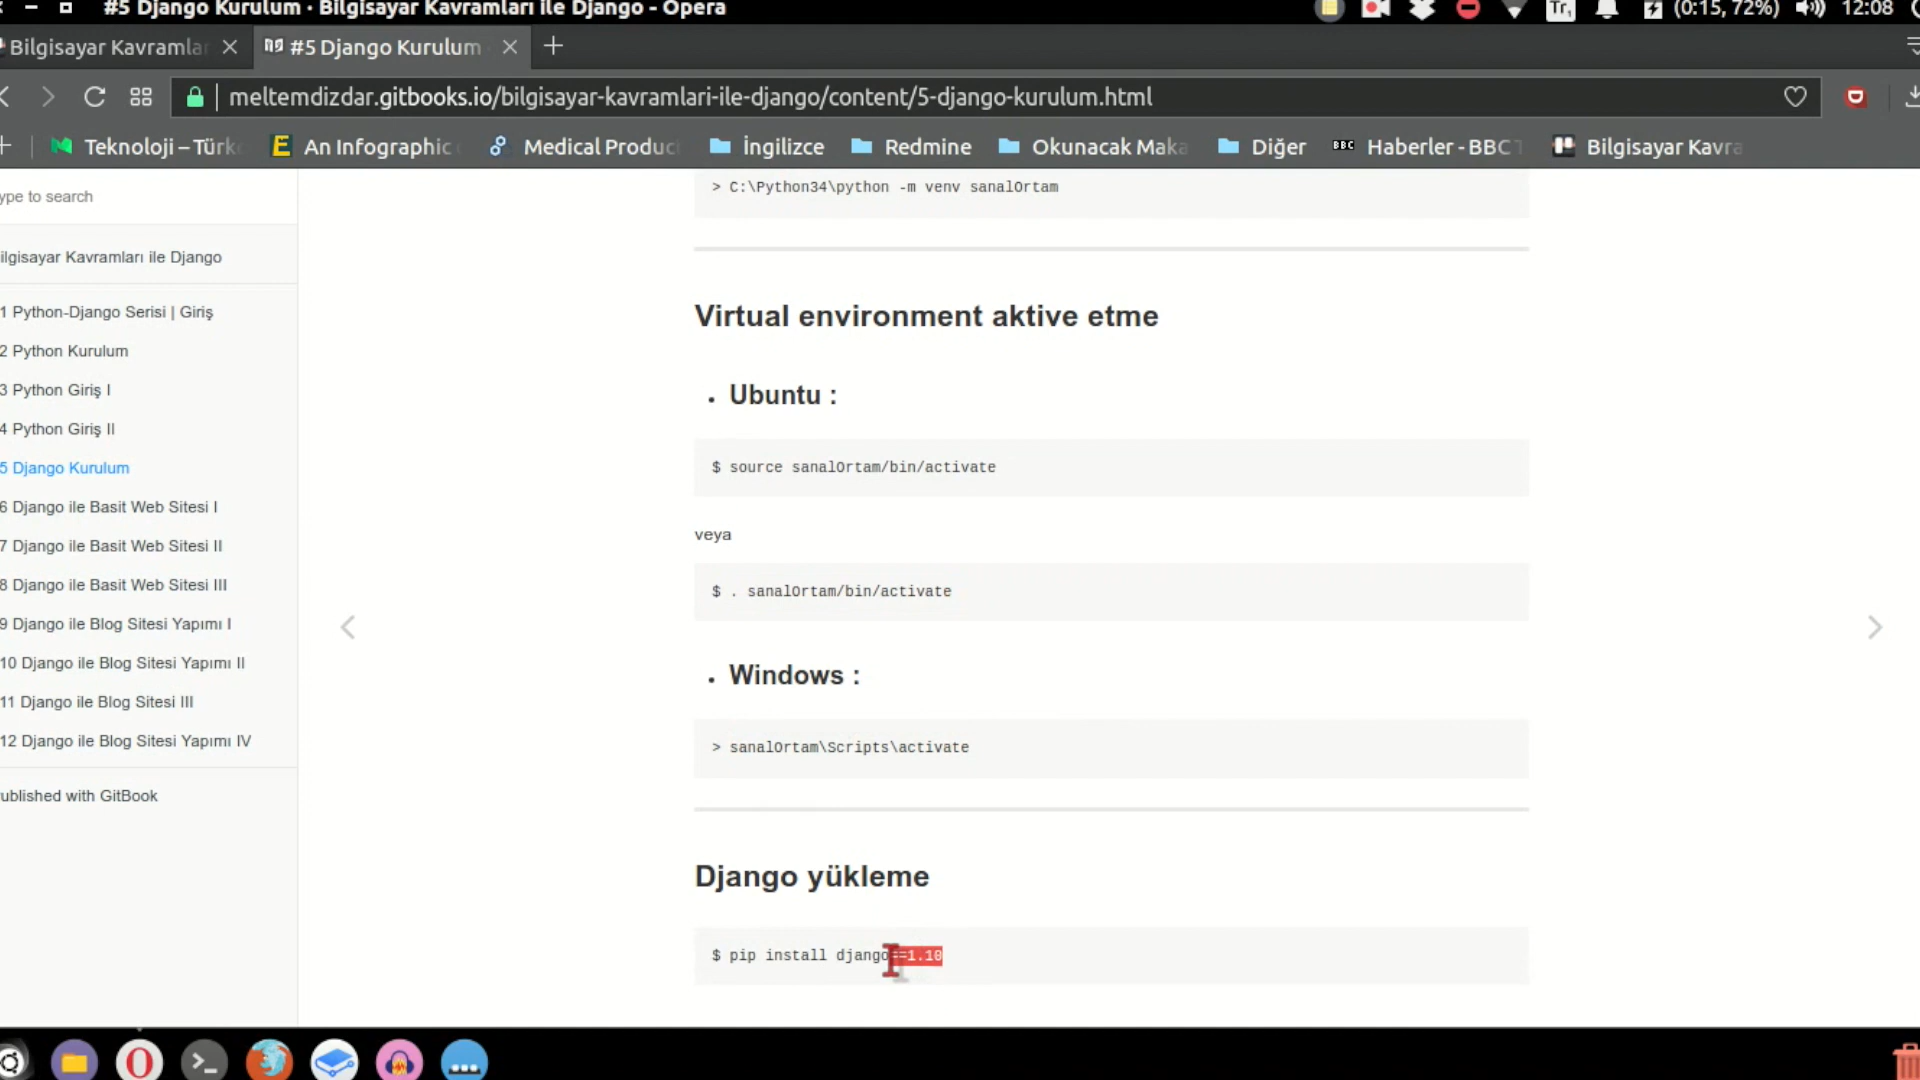 #5 Django Kurulum · Bilgisayar Kavramları ile Django - Opera
Tr₁
(0:15, 72%)
12:08
Bilgisayar Kavramla
#5 Django Kurulum
meltemdizdar.gitbooks.io/bilgisayar-kavramlari-ile-django/content/5-django-kurulum.html
Teknoloji – Türk
An Infographic
Medical Produc
İngilizce
Redmine
Okunacak Maka
Diğer
BBC
Haberler - BBC T
Bilgisayar Kavra
ype to search
ilgisayar Kavramları ile Django
1 Python-Django Serisi | Giriş
2 Python Kurulum
3 Python Giriş I
4 Python Giriş II
5 Django Kurulum
6 Django ile Basit Web Sitesi I
7 Django ile Basit Web Sitesi II
8 Django ile Basit Web Sitesi III
9 Django ile Blog Sitesi Yapımı I
10 Django ile Blog Sitesi Yapımı II
11 Django ile Blog Sitesi III
12 Django ile Blog Sitesi Yapımı IV
ublished with GitBook
> C:\Python34\python -m venv sanalOrtam
Virtual environment aktive etme
• Ubuntu :
$ source sanalOrtam/bin/activate
veya
$ . sanalOrtam/bin/activate
• Windows :
> sanalOrtam\Scripts\activate
Django yükleme
$ pip install django==1.10